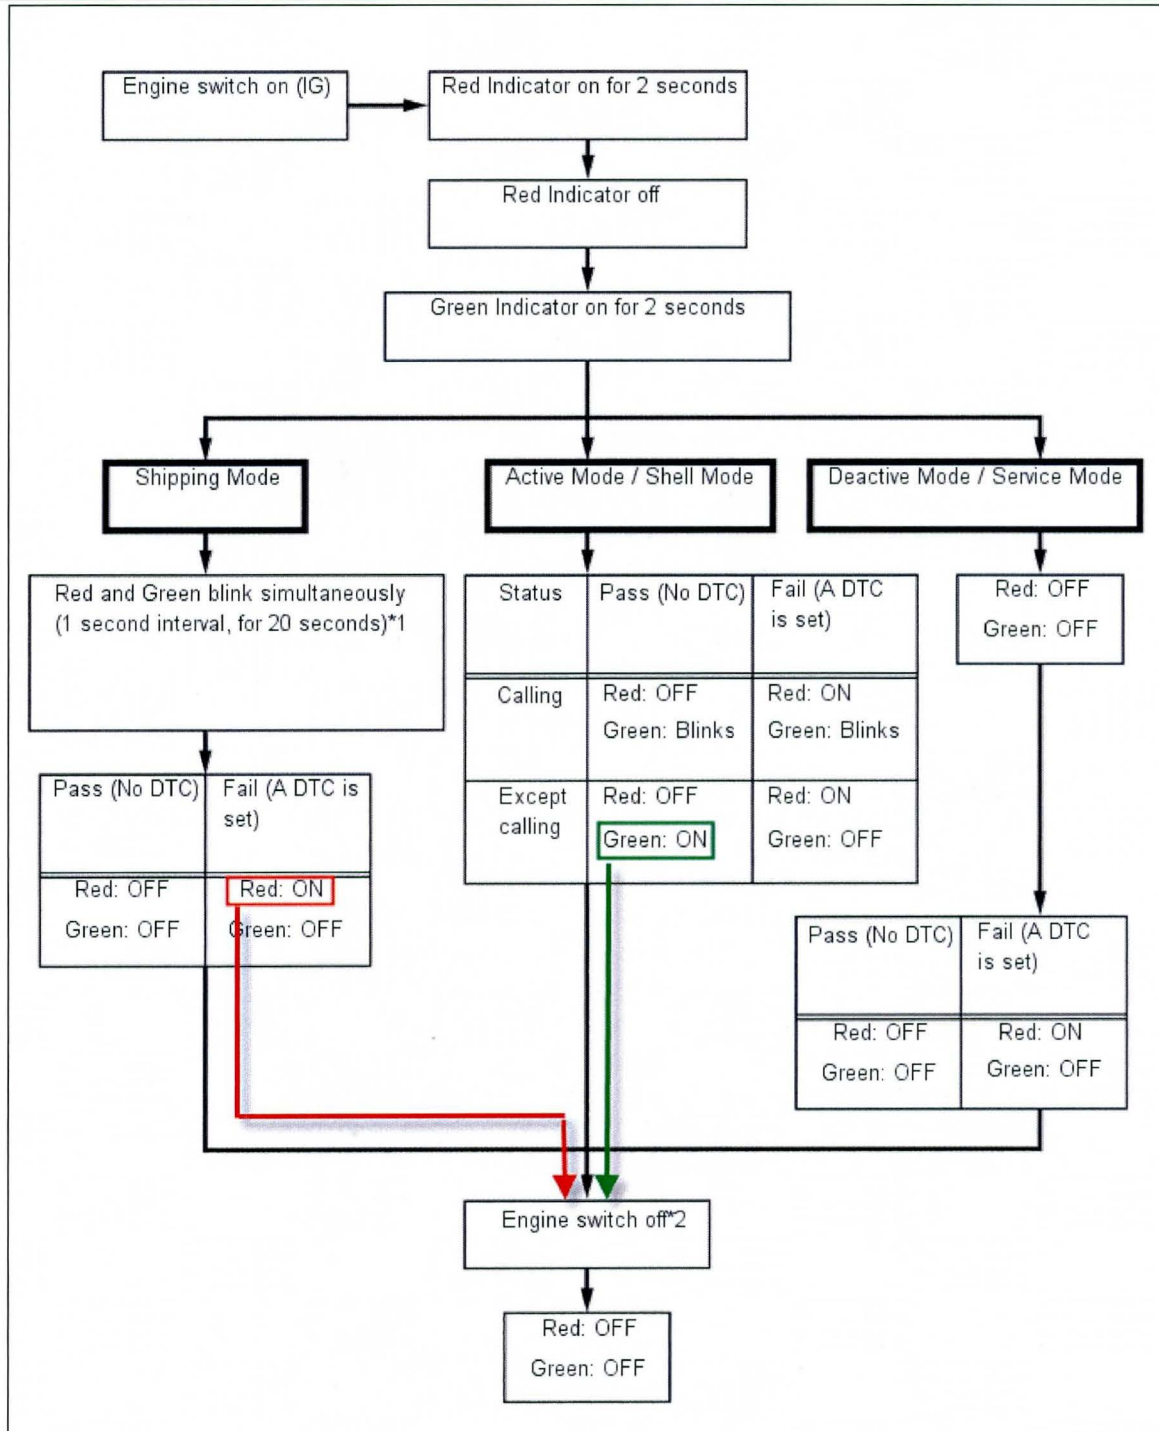 Engine switch on (IG)
Red Indicator on for 2 seconds
Red Indicator off
Green Indicator on for 2 seconds
Shipping Mode
Active Mode / Shell Mode
Deactive Mode / Service Mode
Red and Green blink simultaneously
(1 second interval, for 20 seconds)*1
Pass (No DTC)
Fail (A DTC is
set)
Red: OFF
Green: OFF
Red: ON
Green: OFF
Status
Pass (No DTC)
Fail (A DTC
is set)
Calling
Red: OFF
Green: Blinks
Red: ON
Green: Blinks
Except
calling
Red: OFF
Green: ON
Red: ON
Green: OFF
Red: OFF
Green: OFF
Pass (No DTC)
Fail (A DTC
is set)
Red: OFF
Green: OFF
Red: ON
Green: OFF
Engine switch off*2
Red: OFF
Green: OFF